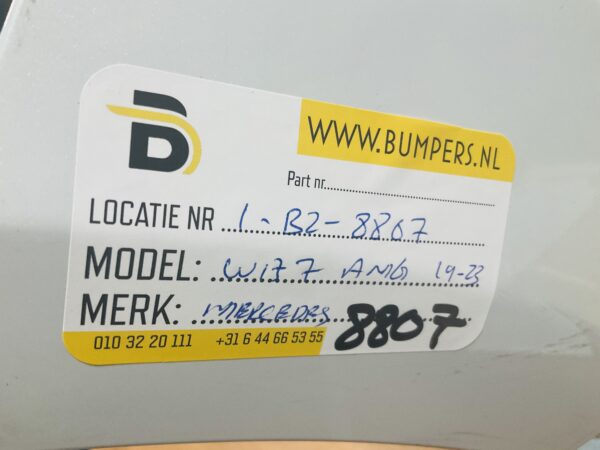 B
WWW.BUMPERS.NL
Part nr
LOCATIE NR 1-B2-8807
MODEL: W177 AMG 19-23
MERK: MERCEDES
8807
010 32 20 111 +31 6 44 66 53 55